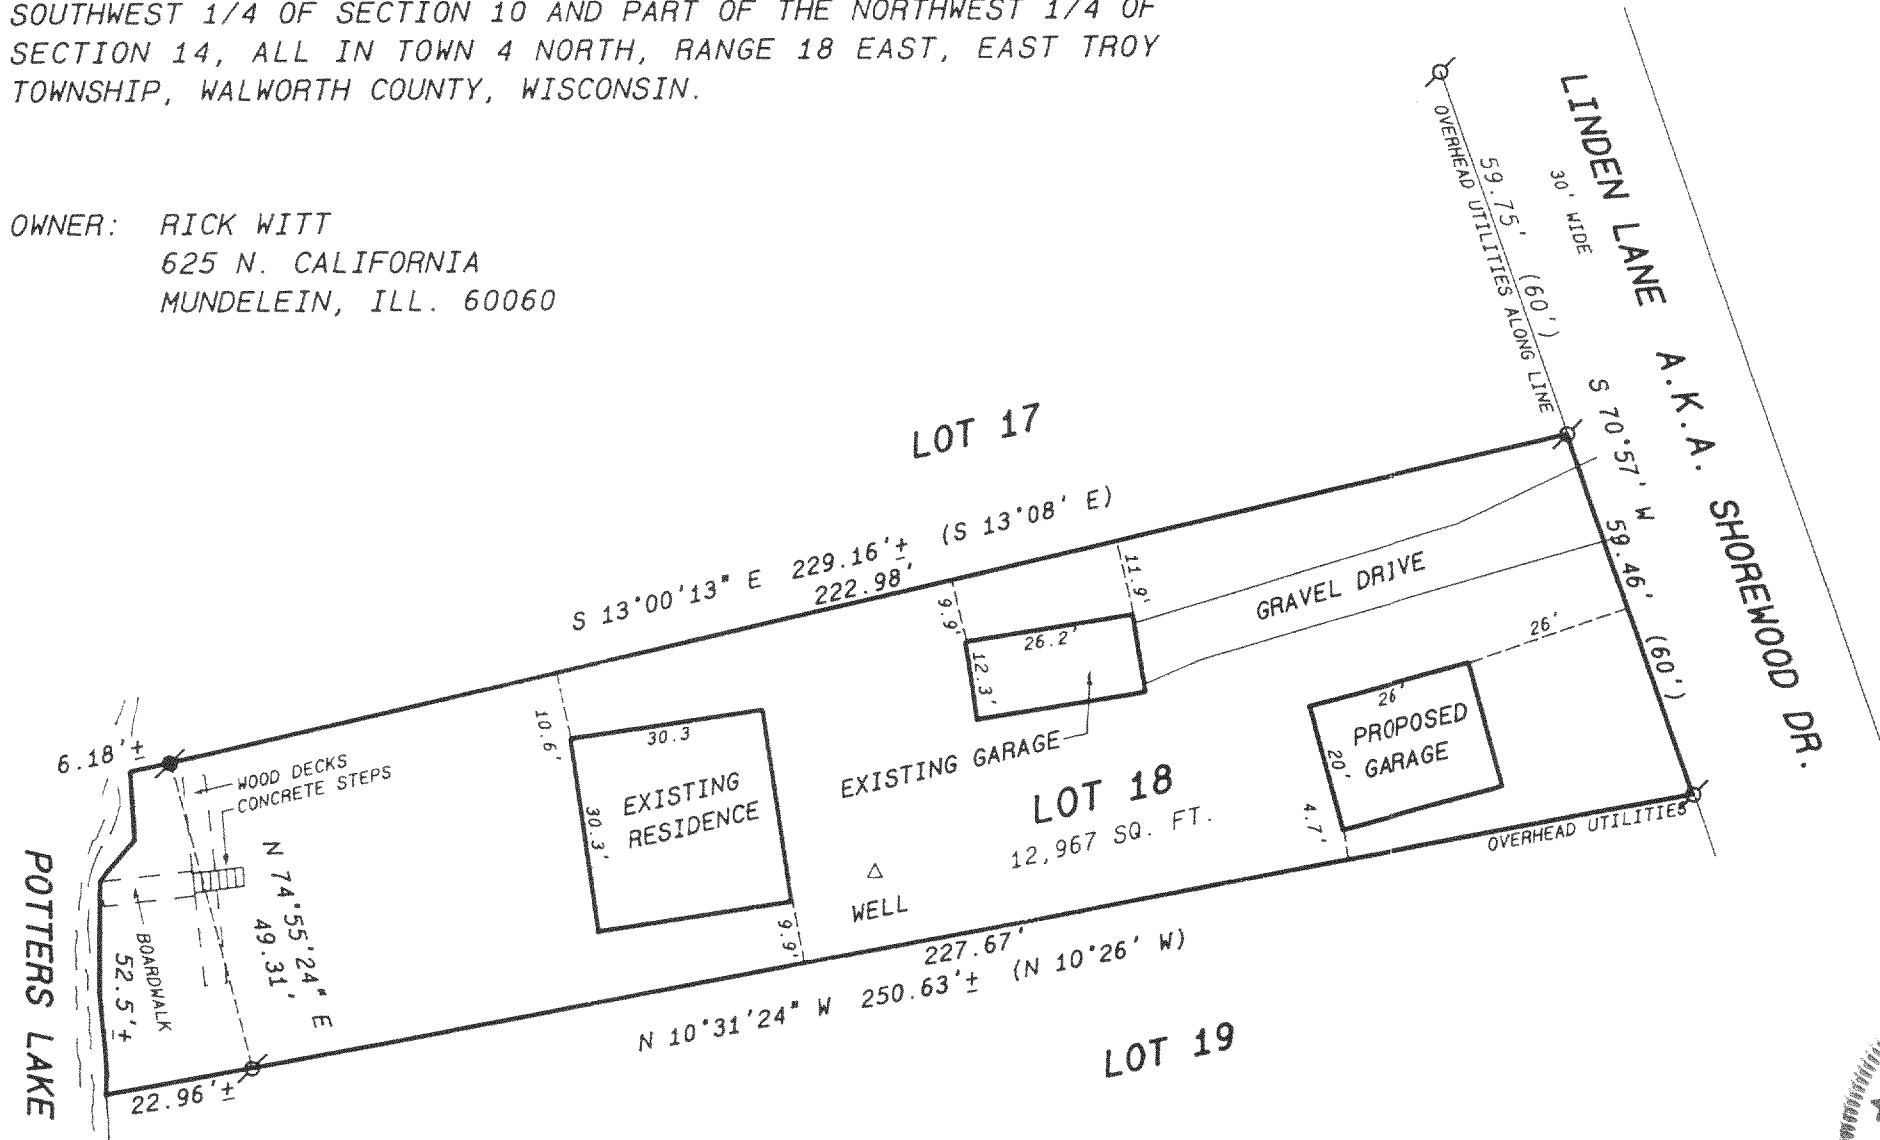 SOUTHWEST 1/4 OF SECTION 10 AND PART OF THE NORTHWEST 1/4 OF
SECTION 14, ALL IN TOWN 4 NORTH, RANGE 18 EAST, EAST TROY
TOWNSHIP, WALWORTH COUNTY, WISCONSIN.
OWNER: RICK WITT
625 N. CALIFORNIA
MUNDELEIN, ILL. 60060
LINDEN LANE A.K.A. SHOREWOOD DR.
30' WIDE
59.75' (60')
OVERHEAD UTILITIES ALONG LINE
S 70°57' W 59.46' (60')
LOT 17
S 13°00'13" E 229.16'± (S 13°08' E)
222.98'
9.9'
11.9'
26.2'
12.3'
GRAVEL DRIVE
26'
26'
PROPOSED
GARAGE
20'
4.7'
10.6'
30.3
EXISTING
RESIDENCE
30.3'
9.9'
EXISTING GARAGE
LOT 18
12,967 SQ. FT.
WELL
OVERHEAD UTILITIES
6.18'±
WOOD DECKS
CONCRETE STEPS
N 74°55'24" E
49.31'
BOARDWALK
52.5'±
POTTERS LAKE
22.96'±
227.67'
N 10°31'24" W 250.63'± (N 10°26' W)
LOT 19